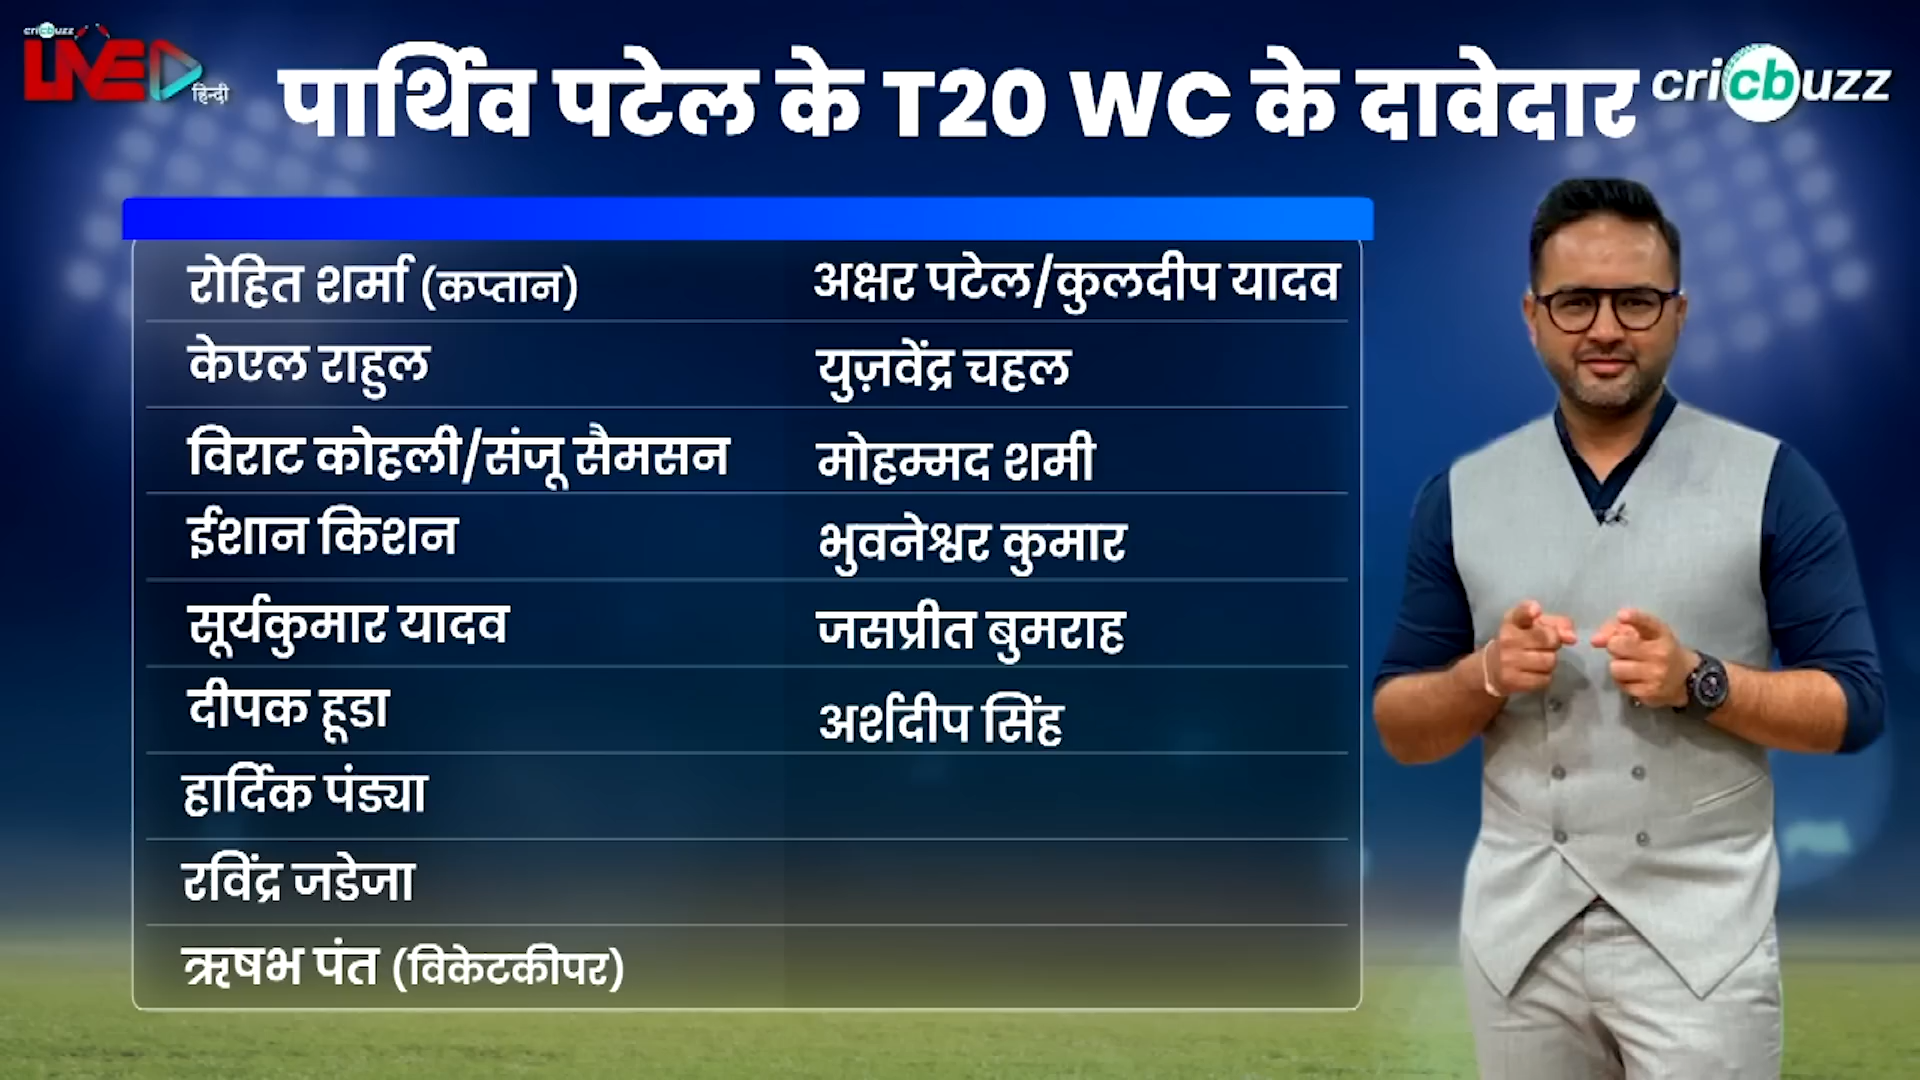 cricbuzz
LIVE
हिन्दी
पार्थिव पटेल के T20 WC के दावेदार
cricbuzz
रोहित शर्मा (कप्तान)
केएल राहुल
विराट कोहली/संजू सैमसन
ईशान किशन
सूर्यकुमार यादव
दीपक हूडा
हार्दिक पंड्या
रविंद्र जडेजा
ऋषभ पंत (विकेटकीपर)
अक्षर पटेल/कुलदीप यादव
युज़वेंद्र चहल
मोहम्मद शमी
भुवनेश्वर कुमार
जसप्रीत बुमराह
अर्शदीप सिंह